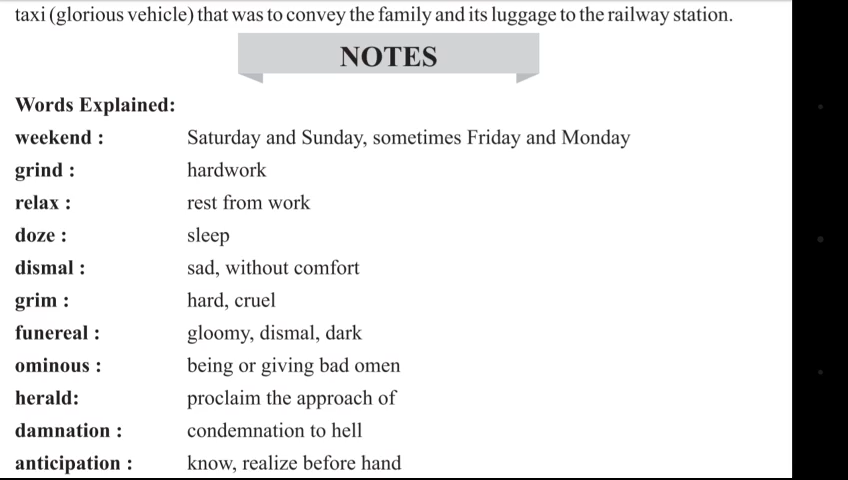 taxi (glorious vehicle) that was to convey the family and its luggage to the railway station.
NOTES
Words Explained:
weekend : Saturday and Sunday, sometimes Friday and Monday
grind : hardwork
relax : rest from work
doze : sleep
dismal : sad, without comfort
grim : hard, cruel
funereal : gloomy, dismal, dark
ominous : being or giving bad omen
herald: proclaim the approach of
damnation : condemnation to hell
anticipation : know, realize before hand